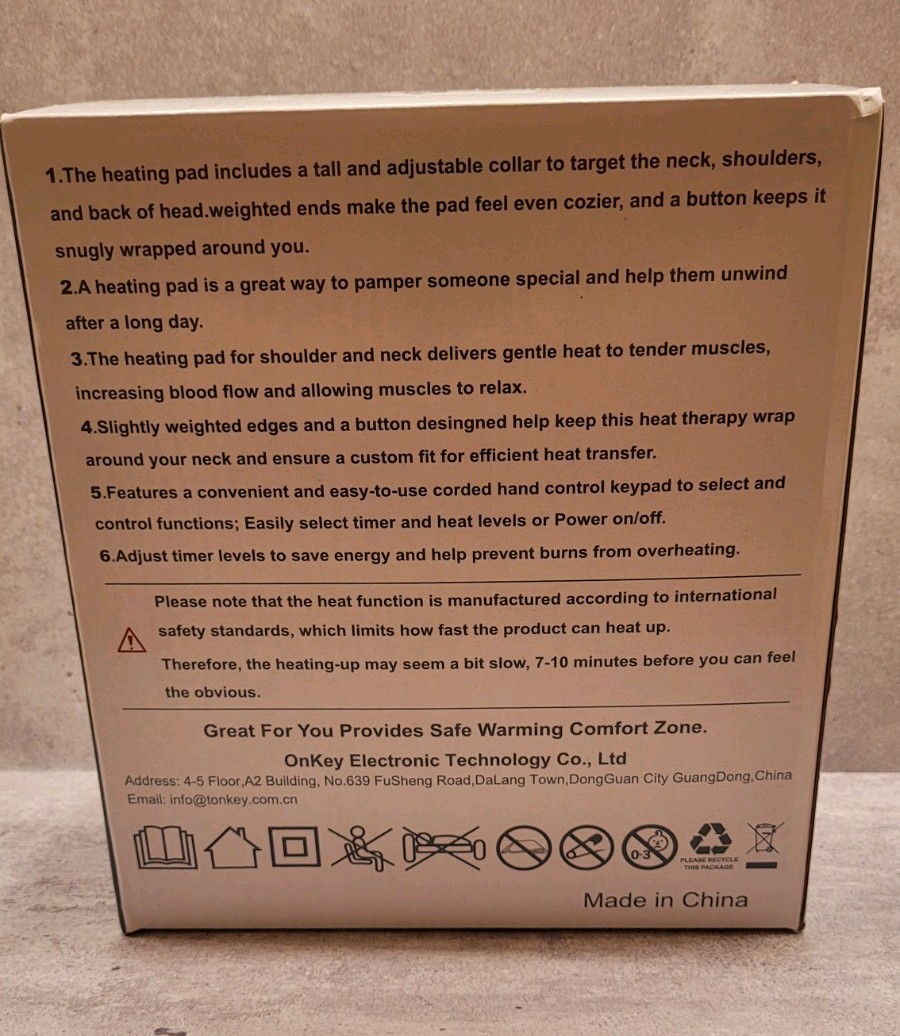 1.The heating pad includes a tall and adjustable collar to target the neck, shoulders,
and back of head.weighted ends make the pad feel even cozier, and a button keeps it
snugly wrapped around you.
2.A heating pad is a great way to pamper someone special and help them unwind
after a long day.
3.The heating pad for shoulder and neck delivers gentle heat to tender muscles,
increasing blood flow and allowing muscles to relax.
4.Slightly weighted edges and a button desingned help keep this heat therapy wrap
around your neck and ensure a custom fit for efficient heat transfer.
5.Features a convenient and easy-to-use corded hand control keypad to select and
control functions; Easily select timer and heat levels or Power on/off.
6.Adjust timer levels to save energy and help prevent burns from overheating.
Please note that the heat function is manufactured according to international
safety standards, which limits how fast the product can heat up.
Therefore, the heating-up may seem a bit slow, 7-10 minutes before you can feel
the obvious.
Great For You Provides Safe Warming Comfort Zone.
OnKey Electronic Technology Co., Ltd
Address: 4-5 Floor,A2 Building, No.639 FuSheng Road,DaLang Town,DongGuan City GuangDong,China
Email: info@tonkey.com.cn
0-3
PLEASE RECYCLE
THIS PACKAGE
Made in China